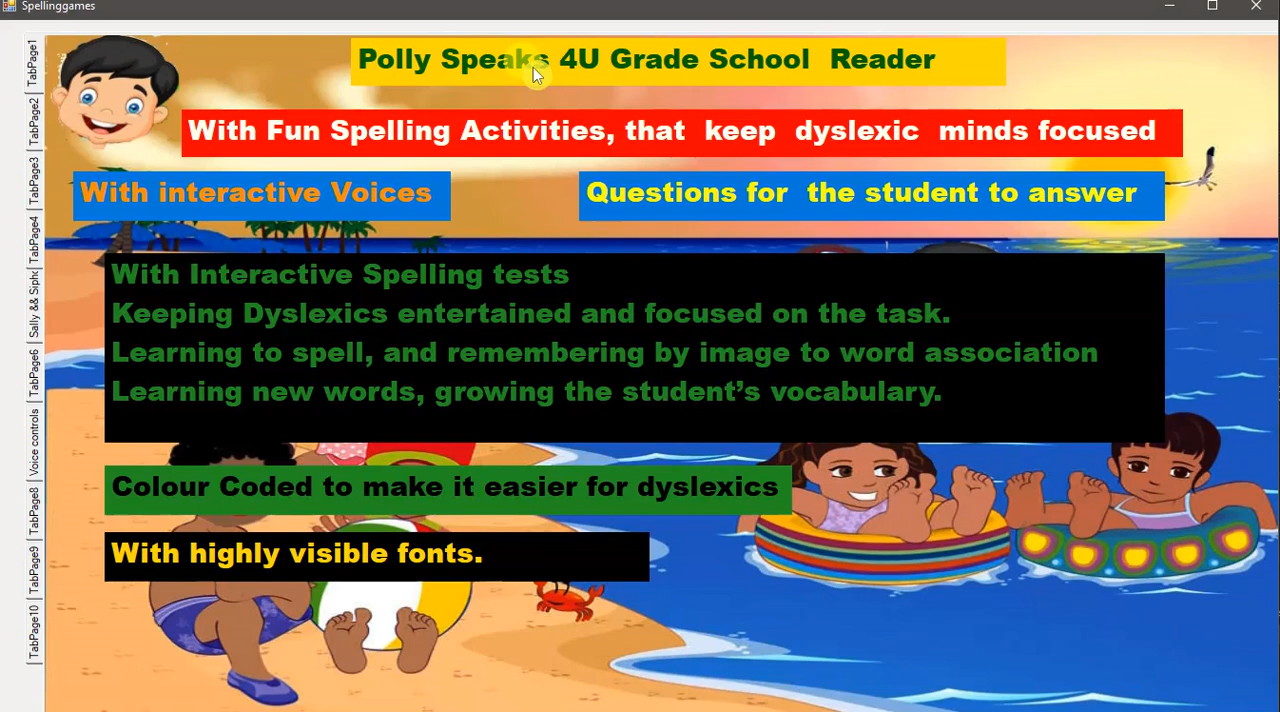 Spellinggames
TabPage1
TabPage2
TabPage3
TabPage4
Sally && Siph
TabPage6
Voice controls
TabPage8
TabPage9
TabPage10
Polly Speaks 4U Grade School Reader
With Fun Spelling Activities, that keep dyslexic minds focused
With interactive Voices
Questions for the student to answer
With Interactive Spelling tests
Keeping Dyslexics entertained and focused on the task.
Learning to spell, and remembering by image to word association
Learning new words, growing the student’s vocabulary.
Colour Coded to make it easier for dyslexics
With highly visible fonts.